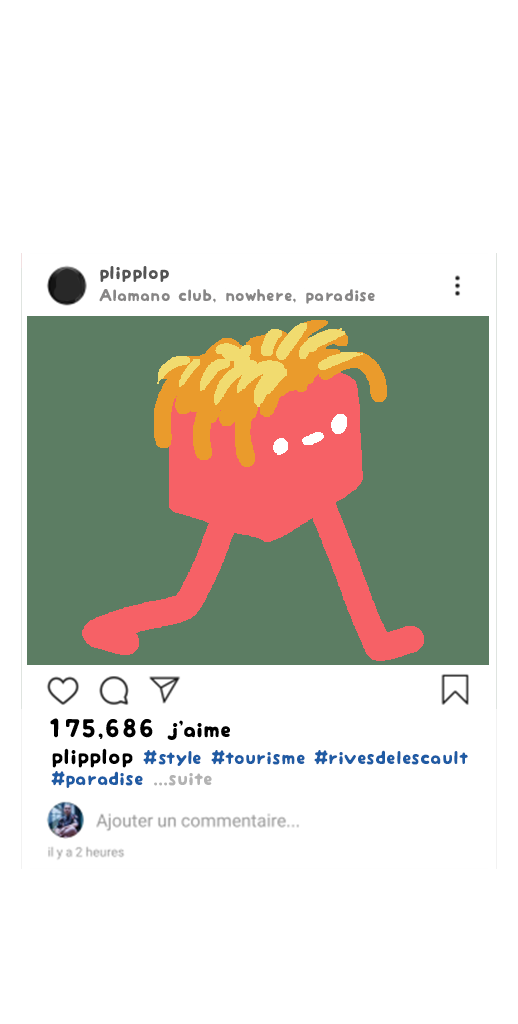 plipplop
Alamano club, nowhere, paradise
175,686 j'aime
plipplop #style #tourisme #rivesdelescault
#paradise ...suite
Ajouter un commentaire...
il y a 2 heures